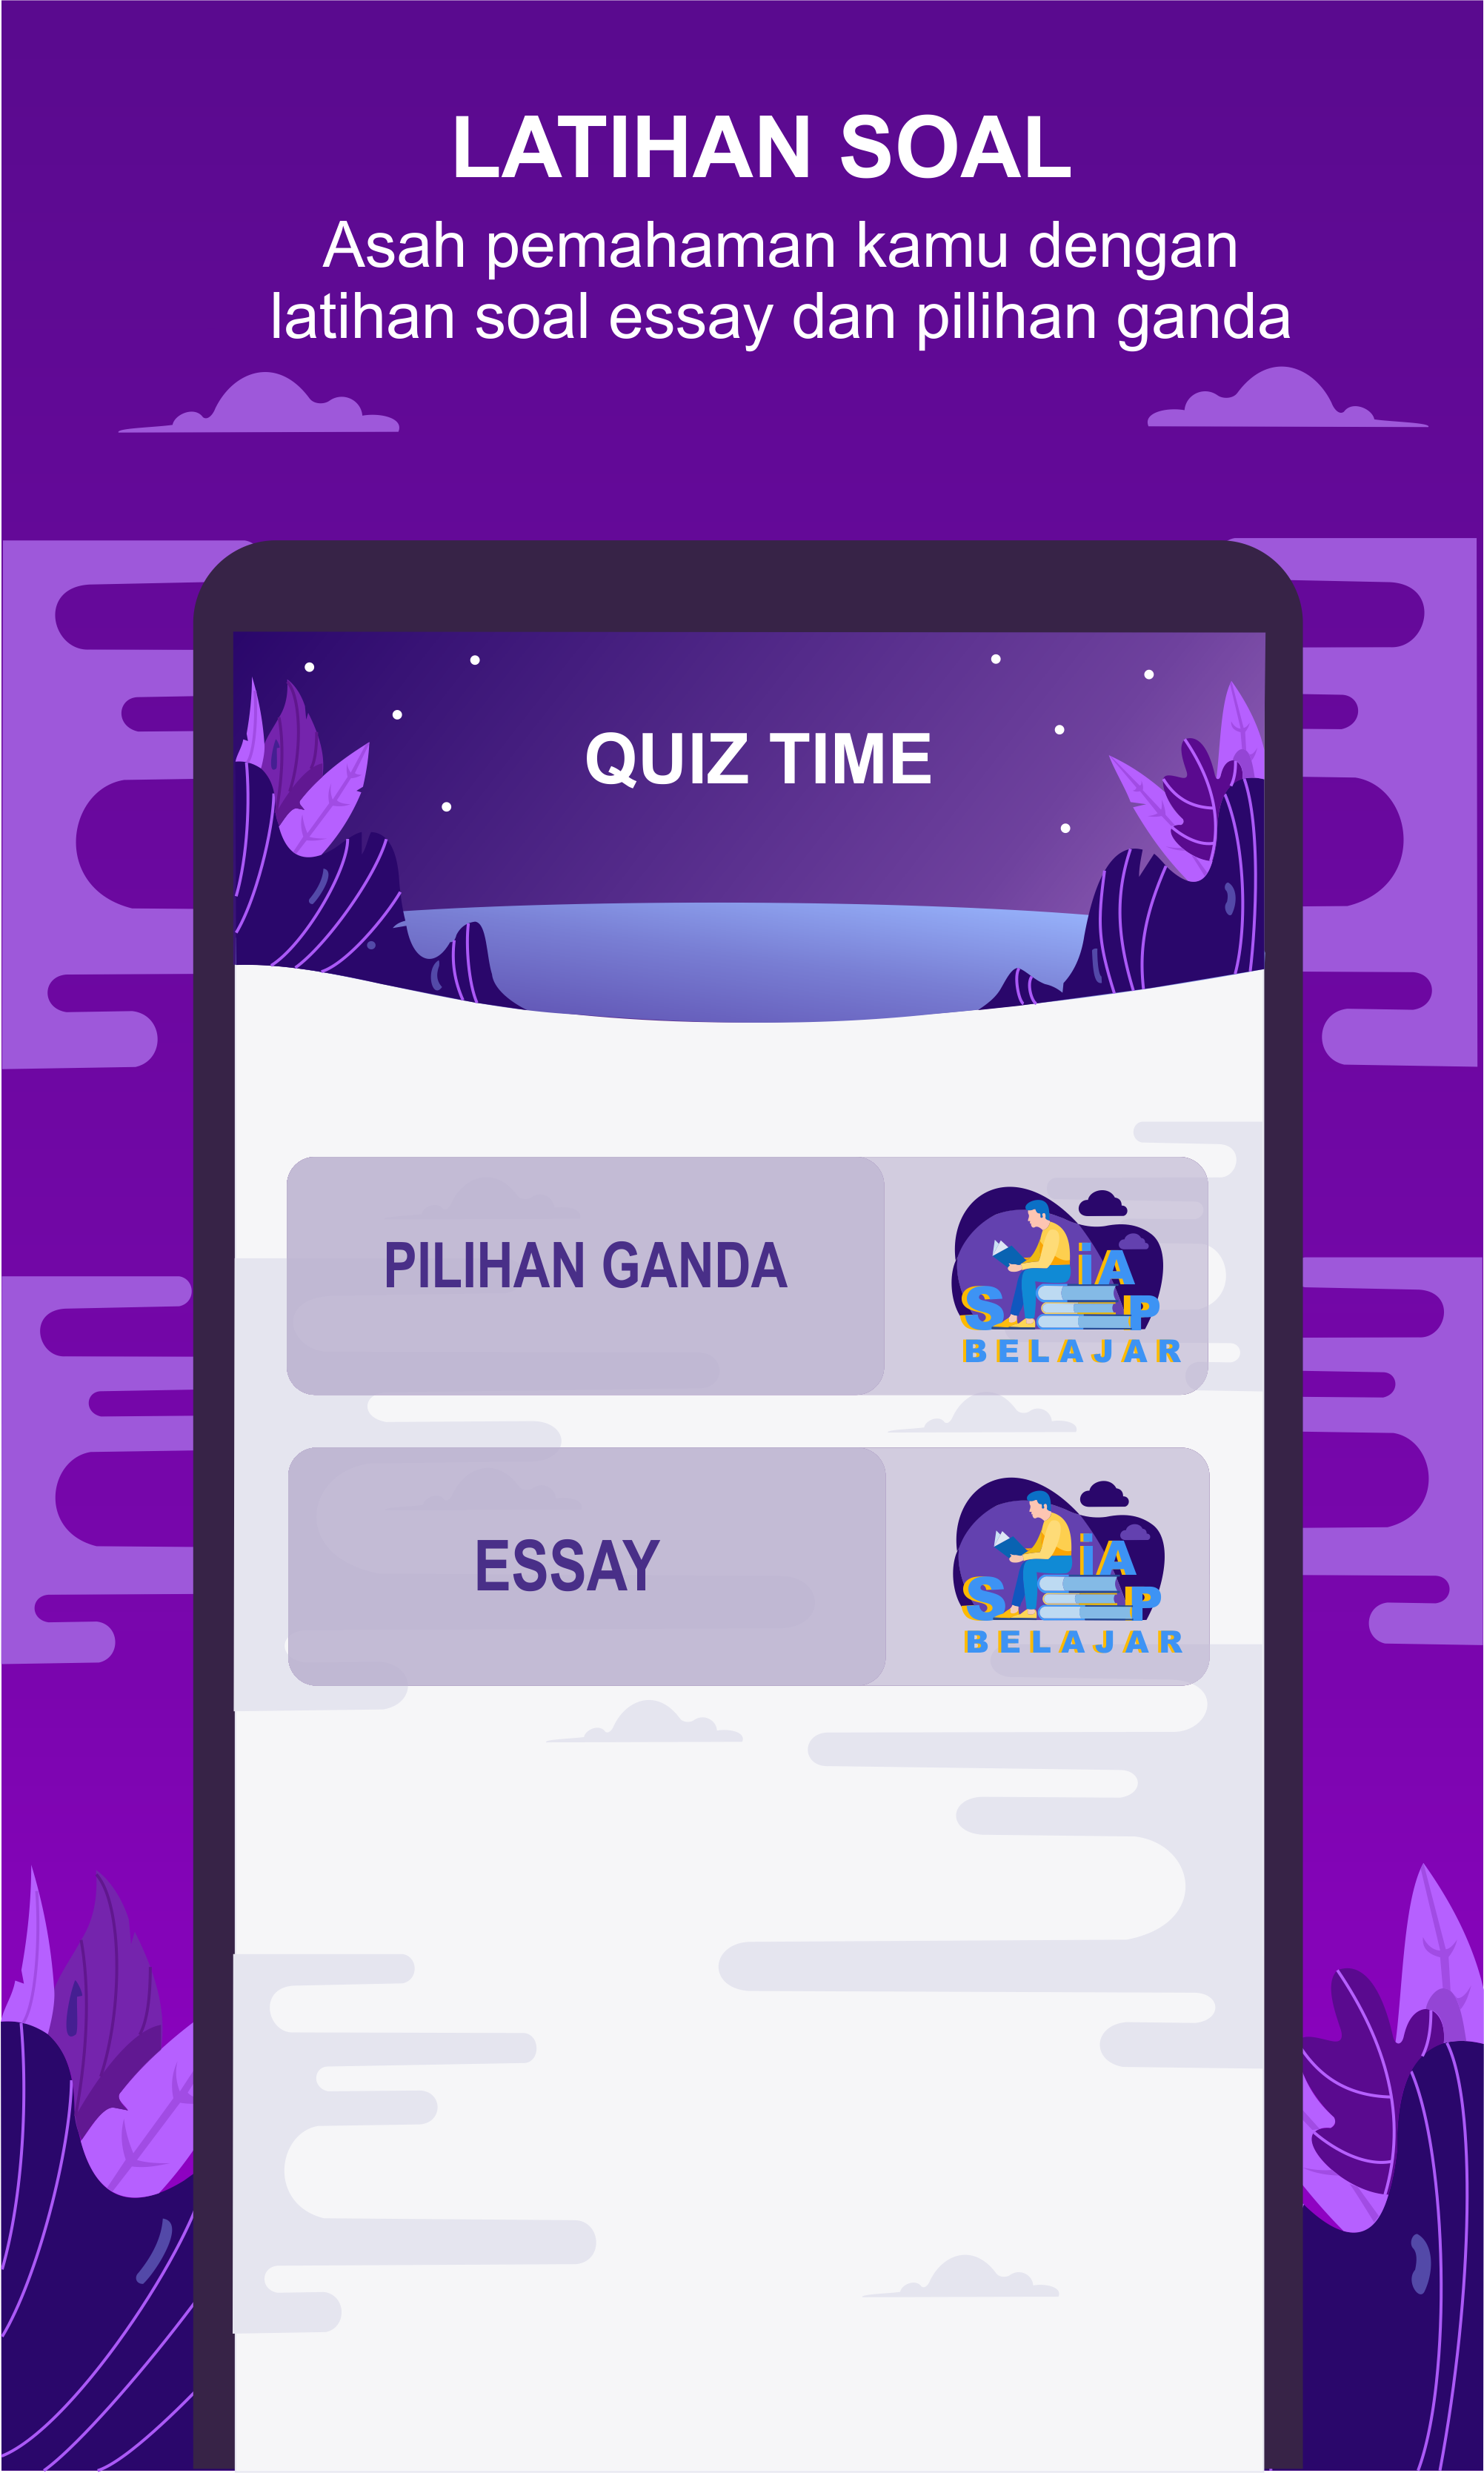 LATIHAN SOAL
Asah pemahaman kamu dengan
latihan soal essay dan pilihan ganda
QUIZ TIME
PILIHAN GANDA
SiAP
BELAJAR
ESSAY
SiAP
BELAJAR